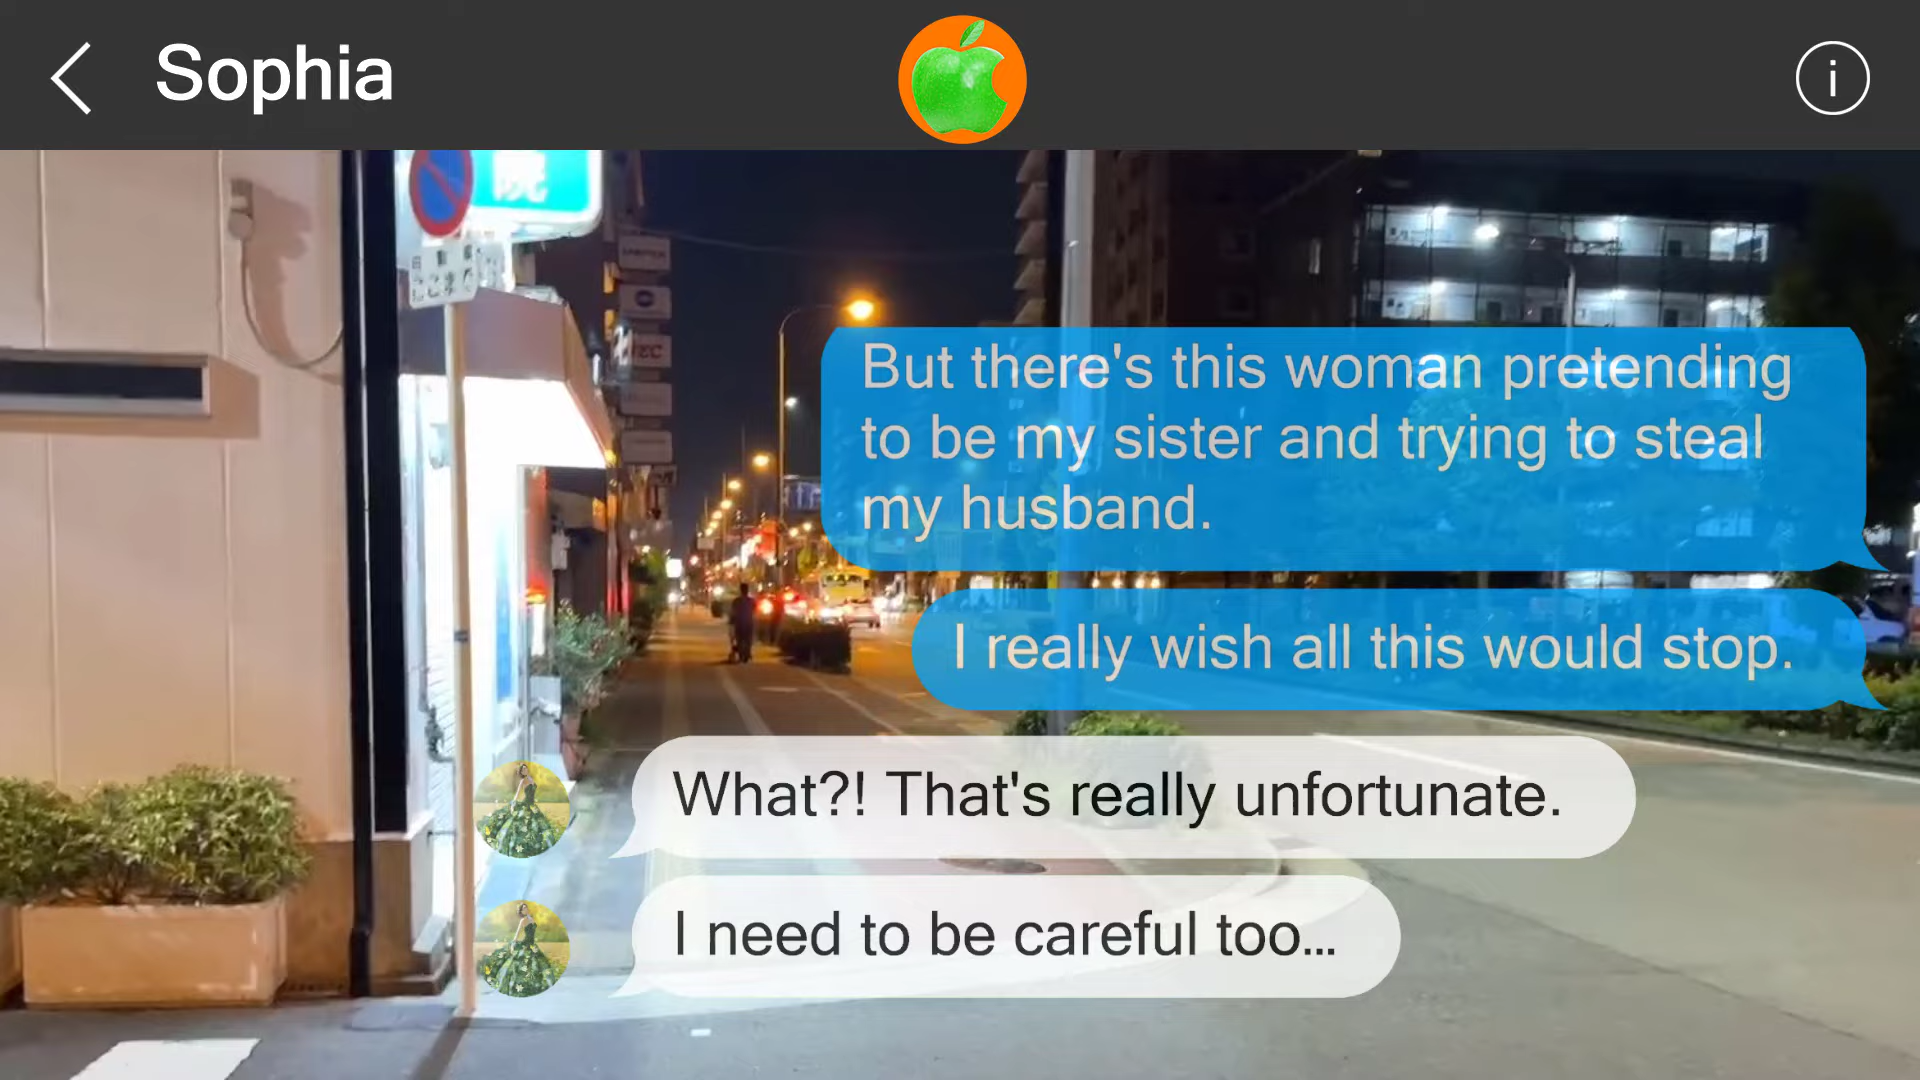 Sophia
i
院
But there's this woman pretending
to be my sister and trying to steal
my husband.
I really wish all this would stop.
What?! That's really unfortunate.
I need to be careful too...